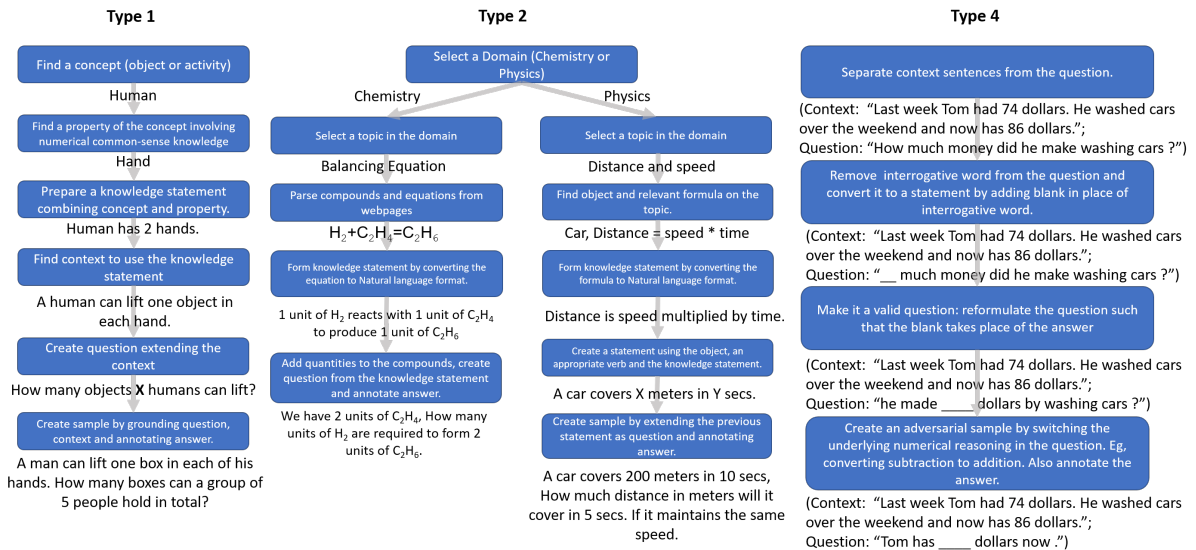 Type 1
Find a concept (object or activity)
Human
Find a property of the concept involving
numerical common-sense knowledge
Hand
Prepare a knowledge statement
combining concept and property.
Human has 2 hands.
Find context to use the knowledge
statement
A human can lift one object in
each hand.
Create question extending the
context
How many objects X humans can lift?
Create sample by grounding question,
context and annotating answer.
A man can lift one box in each of his
hands. How many boxes can a group of
5 people hold in total?
Type 2
Select a Domain (Chemistry or
Physics)
Chemistry
Select a topic in the domain
Balancing Equation
Parse compounds and equations from
webpages
H₂+C₂H₄=C₂H₆
Form knowledge statement by converting the
equation to Natural language format.
1 unit of H₂ reacts with 1 unit of C₂H₄
to produce 1 unit of C₂H₆
Add quantities to the compounds, create
question from the knowledge statement
and annotate answer.
We have 2 units of C₂H₄, How many
units of H₂ are required to form 2
units of C₂H₆.
Physics
Select a topic in the domain
Distance and speed
Find object and relevant formula on the
topic.
Car, Distance = speed * time
Form knowledge statement by converting the
formula to Natural language format.
Distance is speed multiplied by time.
Create a statement using the object, an
appropriate verb and the knowledge statement.
A car covers X meters in Y secs.
Create sample by extending the previous
statement as question and annotating
answer.
A car covers 200 meters in 10 secs,
How much distance in meters will it
cover in 5 secs. If it maintains the same
speed.
Type 4
Separate context sentences from the question.
(Context: “Last week Tom had 74 dollars. He washed cars
over the weekend and now has 86 dollars.”;
Question: “How much money did he make washing cars ?”)
Remove interrogative word from the question and
convert it to a statement by adding blank in place of
interrogative word.
(Context: “Last week Tom had 74 dollars. He washed cars
over the weekend and now has 86 dollars.”;
Question: “__ much money did he make washing cars ?”)
Make it a valid question: reformulate the question such
that the blank takes place of the answer
(Context: “Last week Tom had 74 dollars. He washed cars
over the weekend and now has 86 dollars.”;
Question: “he made ____ dollars by washing cars ?”)
Create an adversarial sample by switching the
underlying numerical reasoning in the question. Eg,
converting subtraction to addition. Also annotate the
answer.
(Context: “Last week Tom had 74 dollars. He washed cars
over the weekend and now has 86 dollars.”;
Question: “Tom has ____ dollars now .”)